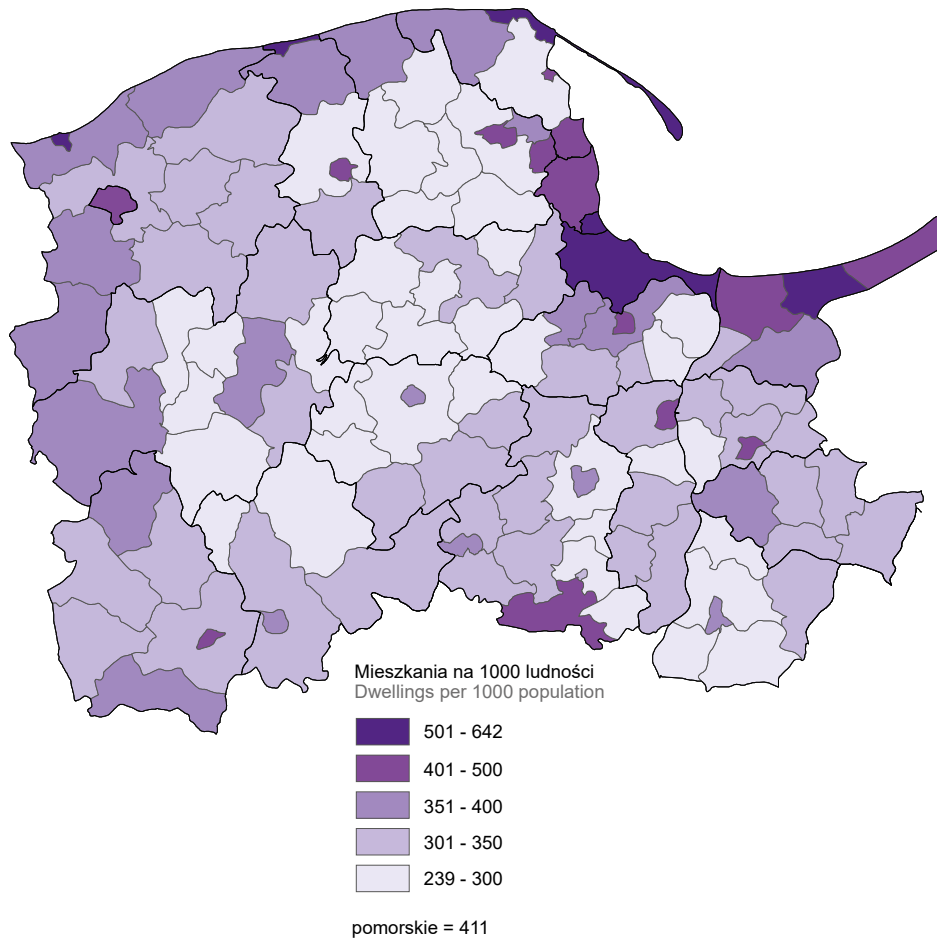 Mieszkania na 1000 ludności
Dwellings per 1000 population
501 - 642
401 - 500
351 - 400
301 - 350
239 - 300
pomorskie = 411